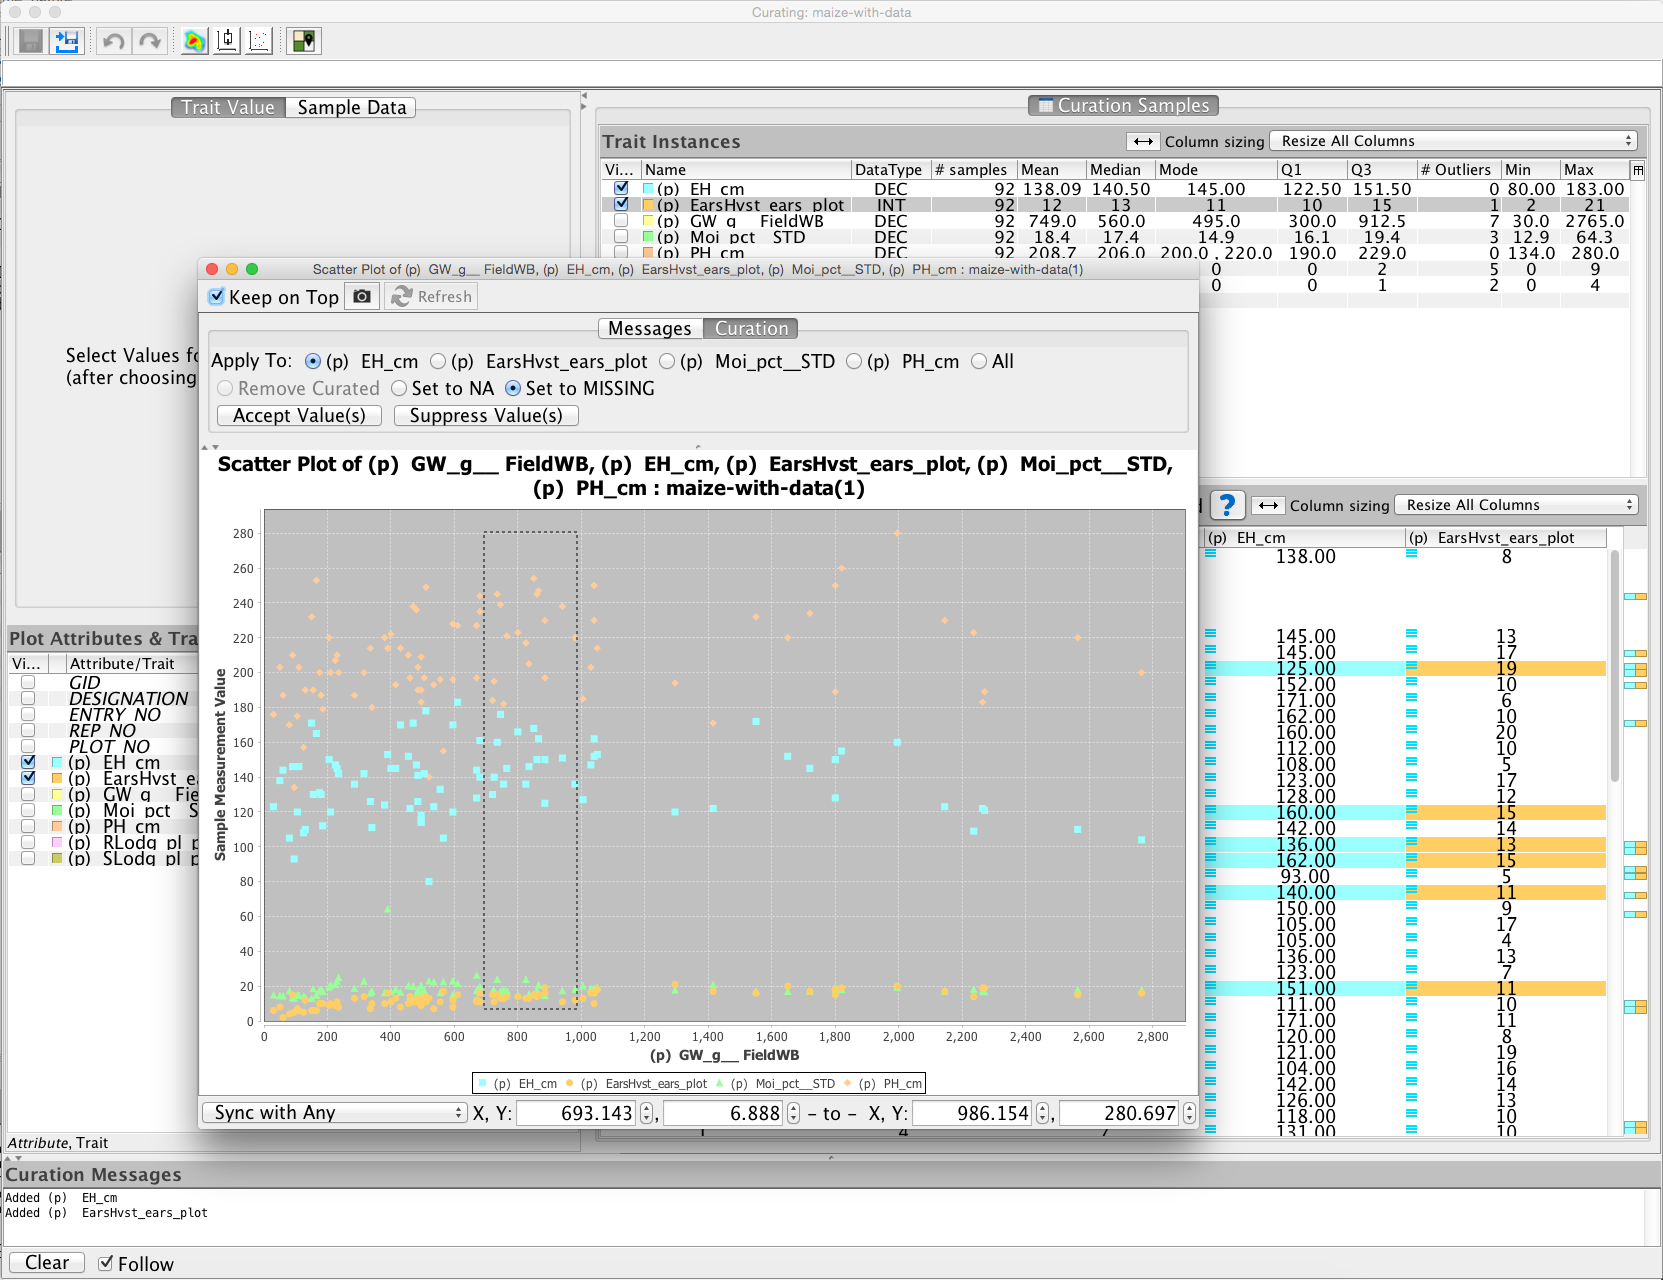 Curating: maize-with-data
Trait Value Sample Data
Curation Samples
Trait Instances Column sizing Resize All Columns
Vi... Name DataType # samples Mean Median Mode Q1 Q3 # Outliers Min Max
(p) EH_cm DEC 92 138.09 140.50 145.00 122.50 151.50 0 80.00 183.00
(p) EarsHvst_ears_plot INT 92 12 13 11 10 15 1 2 21
(p) GW_g__ FieldWB DEC 92 749.0 560.0 495.0 300.0 912.5 7 30.0 2765.0
(p) Moi_pct__STD DEC 92 18.4 17.4 14.9 16.1 19.4 3 12.9 64.3
(p) PH_cm DEC 92 208.7 206.0 200.0 , 220.0 190.0 229.0 0 134.0 280.0
0 0 2 5 0 9
0 0 1 2 0 4
Select Values fo
(after choosing
Scatter Plot of (p) GW_g__ FieldWB, (p) EH_cm, (p) EarsHvst_ears_plot, (p) Moi_pct__STD, (p) PH_cm : maize-with-data(1)
Keep on Top Refresh
Messages Curation
Apply To: (p) EH_cm (p) EarsHvst_ears_plot (p) Moi_pct__STD (p) PH_cm All
Remove Curated Set to NA Set to MISSING
Accept Value(s) Suppress Value(s)
Scatter Plot of (p) GW_g__ FieldWB, (p) EH_cm, (p) EarsHvst_ears_plot, (p) Moi_pct__STD,
(p) PH_cm : maize-with-data(1)
Sample Measurement Value
280
260
240
220
200
180
160
140
120
100
80
60
40
20
0
0 200 400 600 800 1,000 1,200 1,400 1,600 1,800 2,000 2,200 2,400 2,600 2,800
(p) GW_g__ FieldWB
(p) EH_cm (p) EarsHvst_ears_plot (p) Moi_pct__STD (p) PH_cm
Sync with Any X, Y: 693.143 , 6.888 - to - X, Y: 986.154 , 280.697
Plot Attributes & Tra
Vi... Attribute/Trait
GID
DESIGNATION
ENTRY_NO
REP_NO
PLOT_NO
(p) EH_cm
(p) EarsHvst_ea
(p) GW_g__ Fie
(p) Moi_pct__S
(p) PH_cm
(p) RLodg_pl_p
(p) SLodg_pl_p
Attribute, Trait
? Column sizing Resize All Columns
(p) EH_cm (p) EarsHvst_ears_plot
138.00 8
145.00 13
145.00 17
125.00 19
152.00 10
171.00 6
162.00 10
160.00 20
112.00 10
108.00 5
123.00 17
128.00 12
160.00 15
142.00 14
136.00 13
162.00 15
93.00 5
140.00 11
150.00 9
105.00 17
105.00 4
136.00 13
123.00 7
151.00 11
111.00 10
171.00 11
120.00 8
121.00 19
104.00 16
142.00 14
126.00 13
118.00 10
131.00 10
Curation Messages
Added (p) EH_cm
Added (p) EarsHvst_ears_plot
Clear Follow